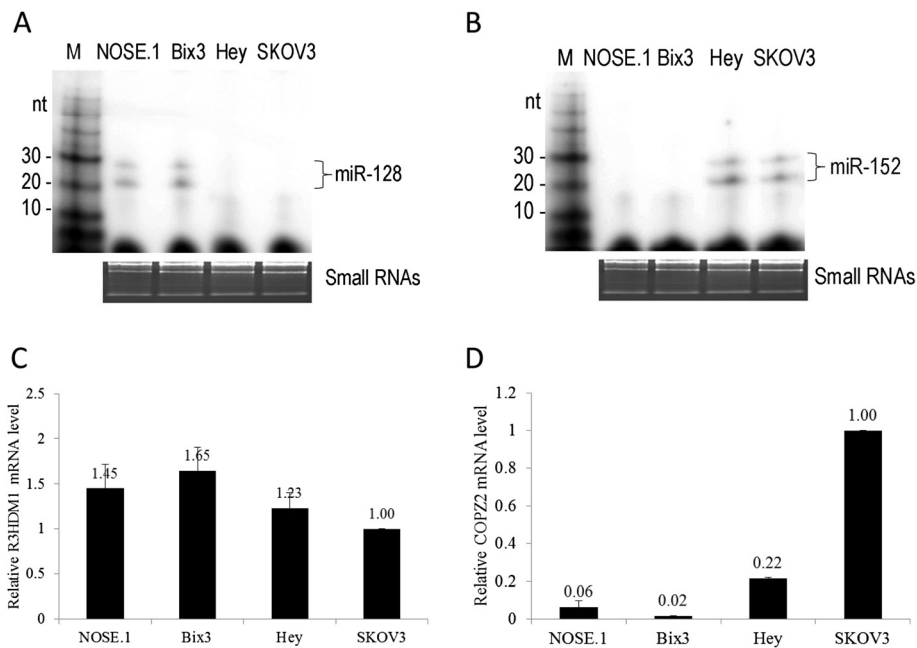 A
M NOSE.1 Bix3 Hey SKOV3
nt
30 -
20 -
10 -
miR-128
Small RNAs
B
M NOSE.1 Bix3 Hey SKOV3
nt
30 -
20 -
10 -
miR-152
Small RNAs
C
Relative R3HDM1 mRNA level
2.5
2
1.5
1
0.5
0
1.45
1.65
1.23
1.00
NOSE.1 Bix3 Hey SKOV3
D
Relative COPZ2 mRNA level
1.2
1
0.8
0.6
0.4
0.2
0
0.06
0.02
0.22
1.00
NOSE.1 Bix3 Hey SKOV3